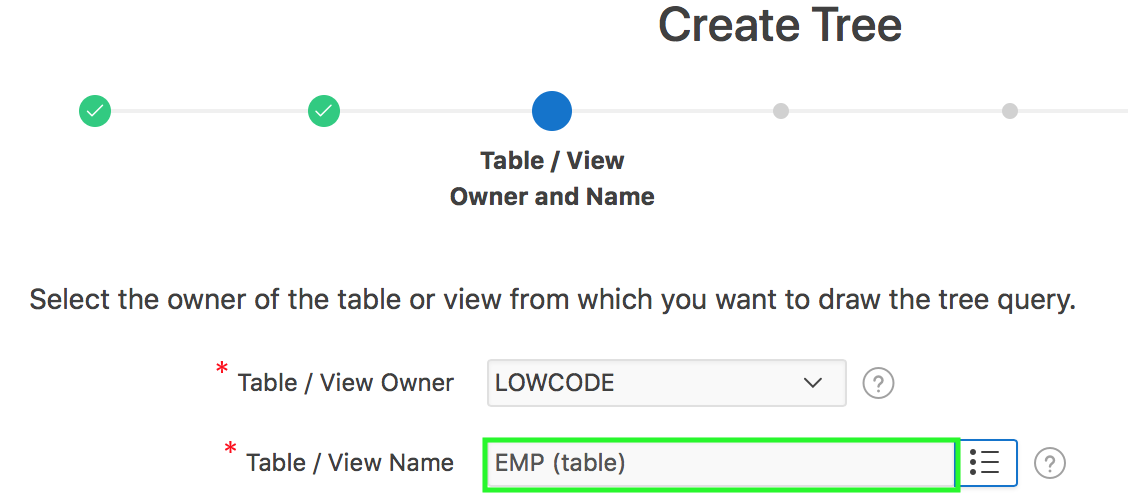 Create Tree
Table / View
Owner and Name
Select the owner of the table or view from which you want to draw the tree query.
* Table / View Owner LOWCODE ?
* Table / View Name EMP (table) ?